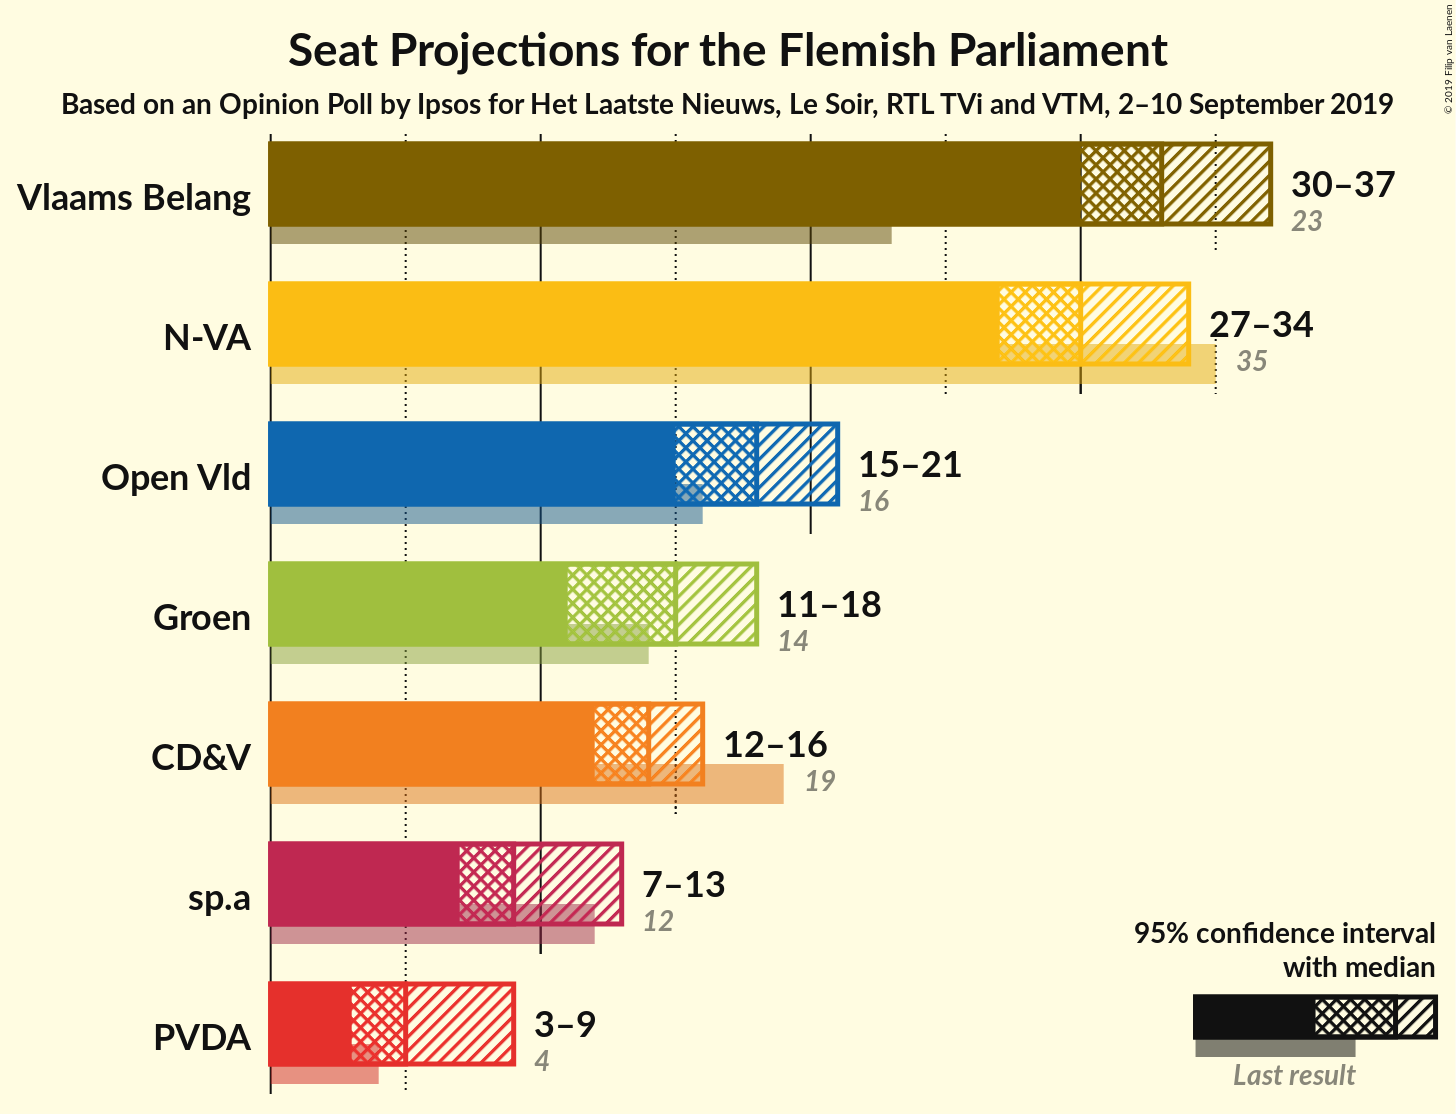 Seat Projections for the Flemish Parliament
Based on an Opinion Poll by Ipsos for Het Laatste Nieuws, Le Soir, RTL TVi and VTM, 2–10 September 2019
© 2019 Filip van Laenen
Vlaams Belang
30–37
23
N-VA
27–34
35
Open Vld
15–21
16
Groen
11–18
14
CD&V
12–16
19
sp.a
7–13
12
PVDA
3–9
4
95% confidence interval
with median
Last result